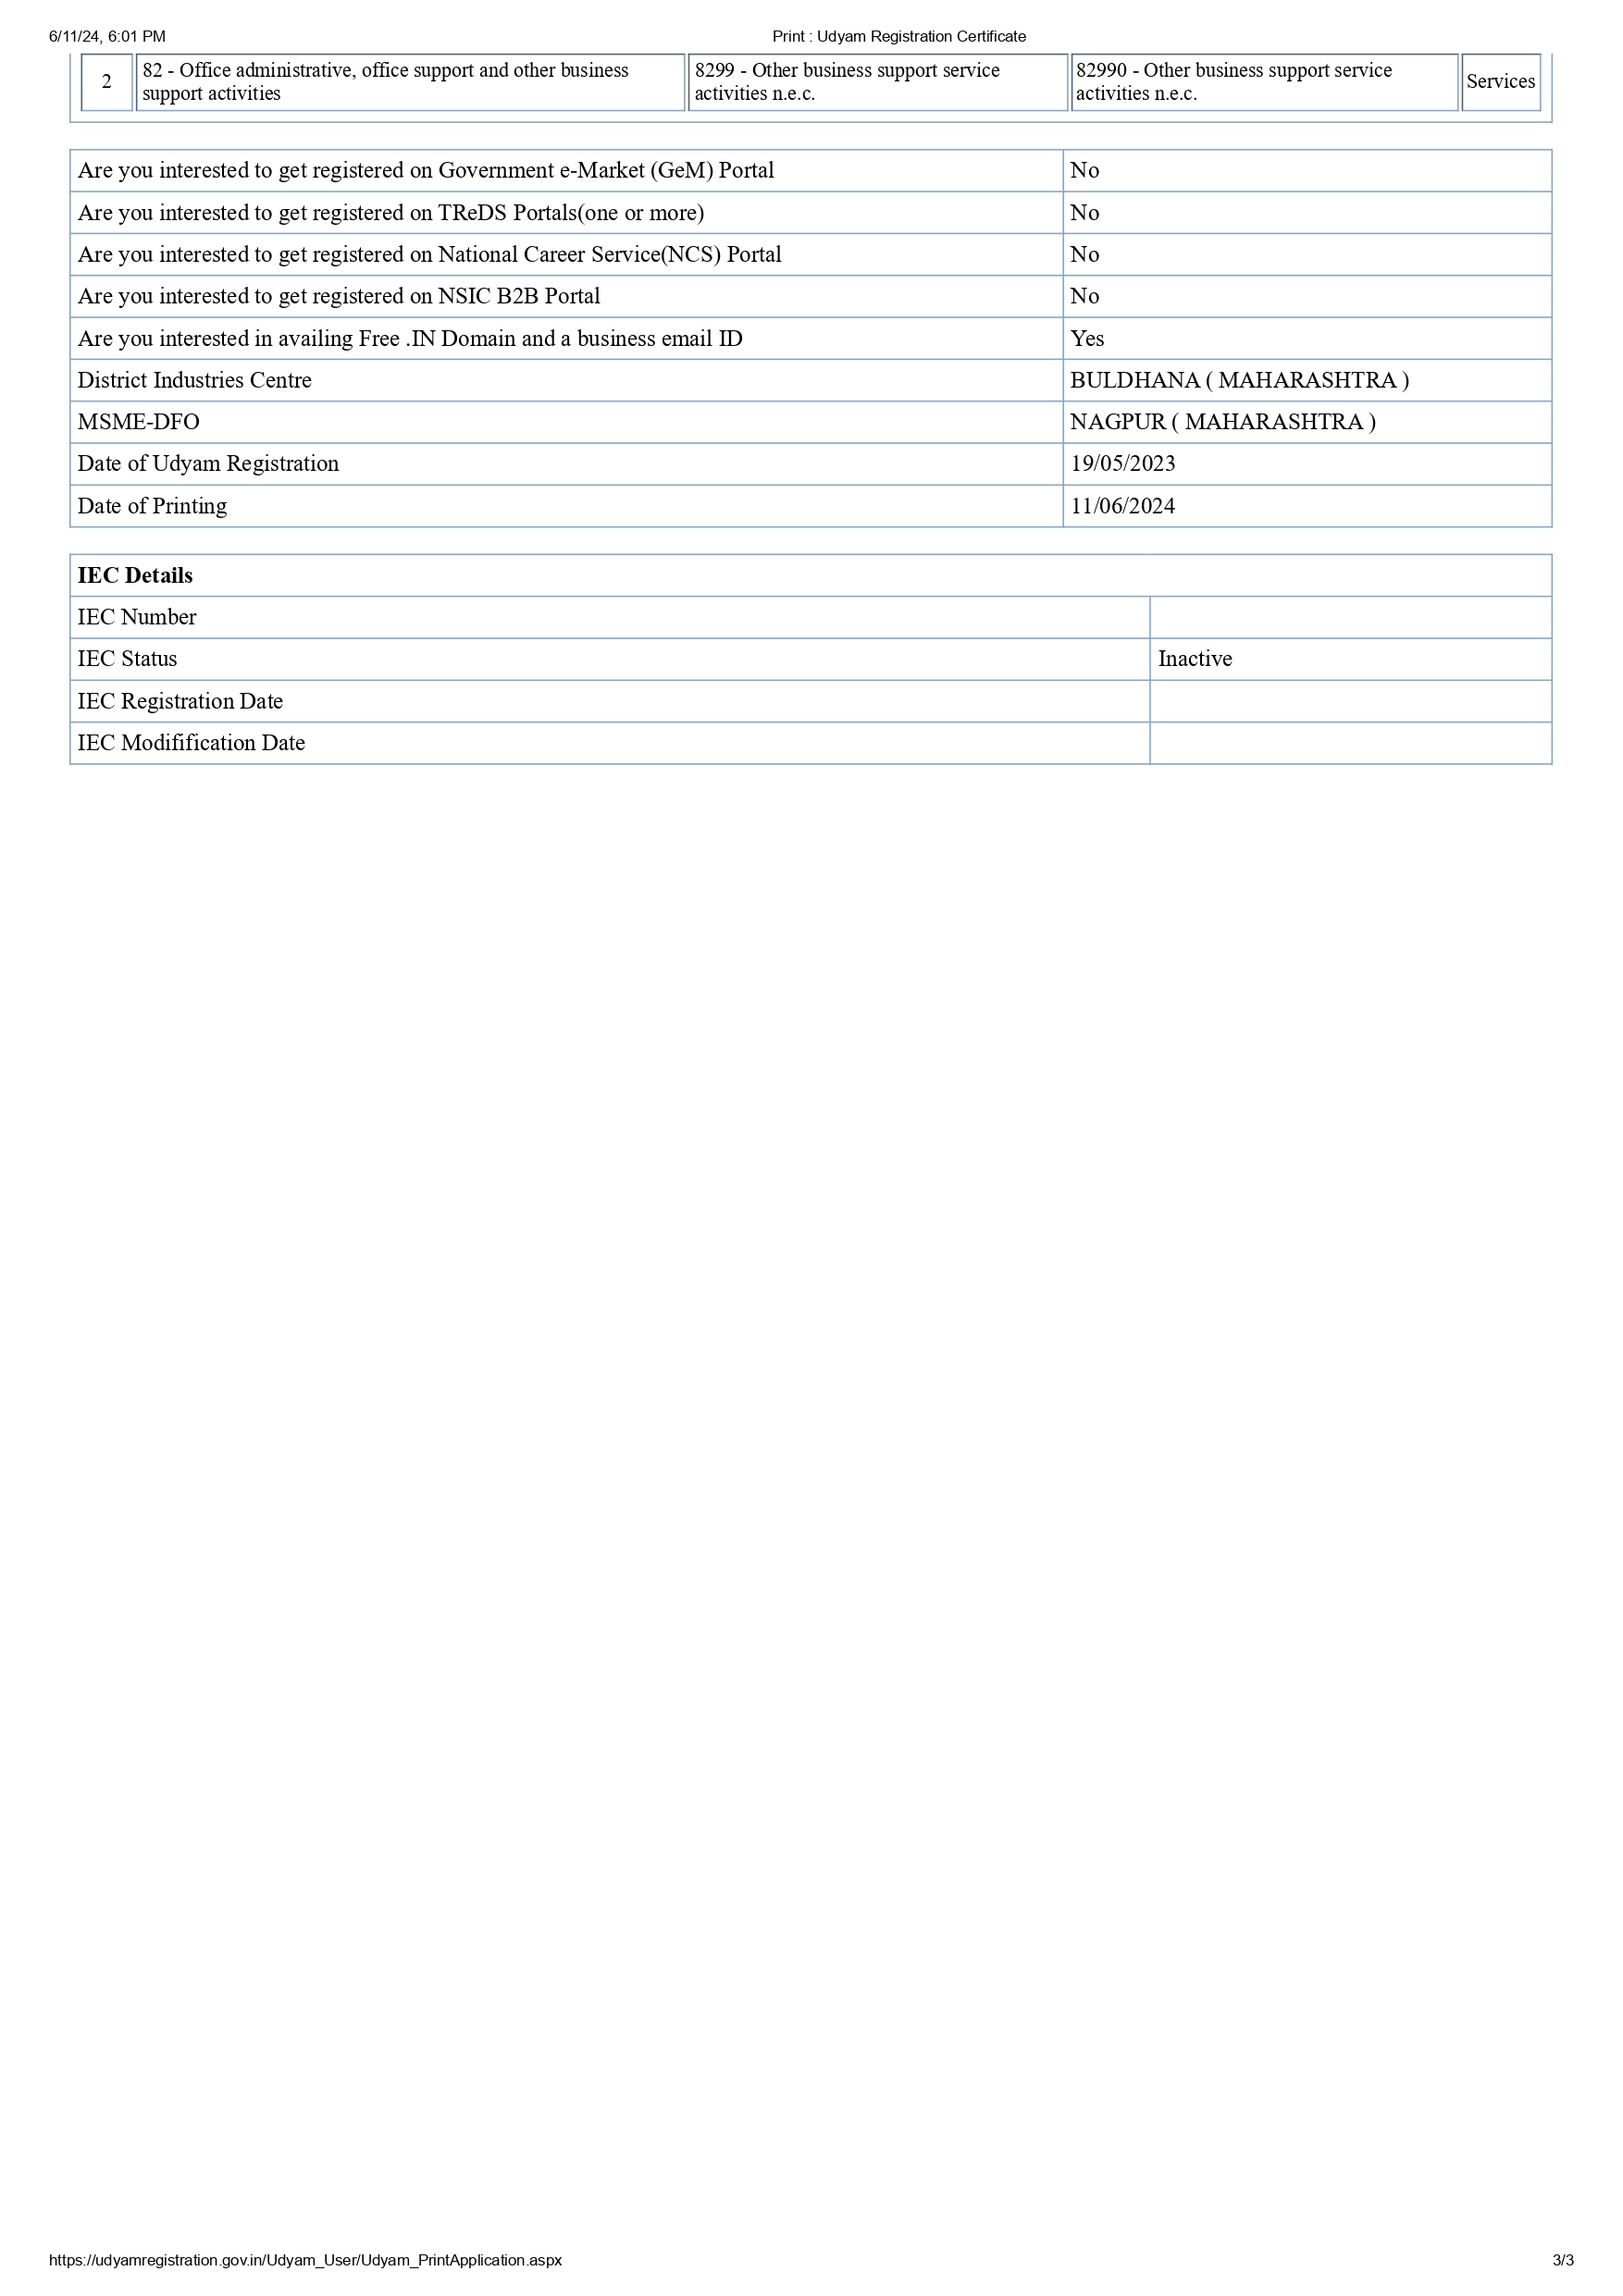 6/11/24, 6:01 PM Print : Udyam Registration Certificate
2 82 - Office administrative, office support and other business support activities 8299 - Other business support service activities n.e.c. 82990 - Other business support service activities n.e.c. Services
Are you interested to get registered on Government e-Market (GeM) Portal No
Are you interested to get registered on TReDS Portals(one or more) No
Are you interested to get registered on National Career Service(NCS) Portal No
Are you interested to get registered on NSIC B2B Portal No
Are you interested in availing Free .IN Domain and a business email ID Yes
District Industries Centre BULDHANA ( MAHARASHTRA )
MSME-DFO NAGPUR ( MAHARASHTRA )
Date of Udyam Registration 19/05/2023
Date of Printing 11/06/2024
IEC Details
IEC Number
IEC Status Inactive
IEC Registration Date
IEC Modifification Date
https://udyamregistration.gov.in/Udyam_User/Udyam_PrintApplication.aspx 3/3